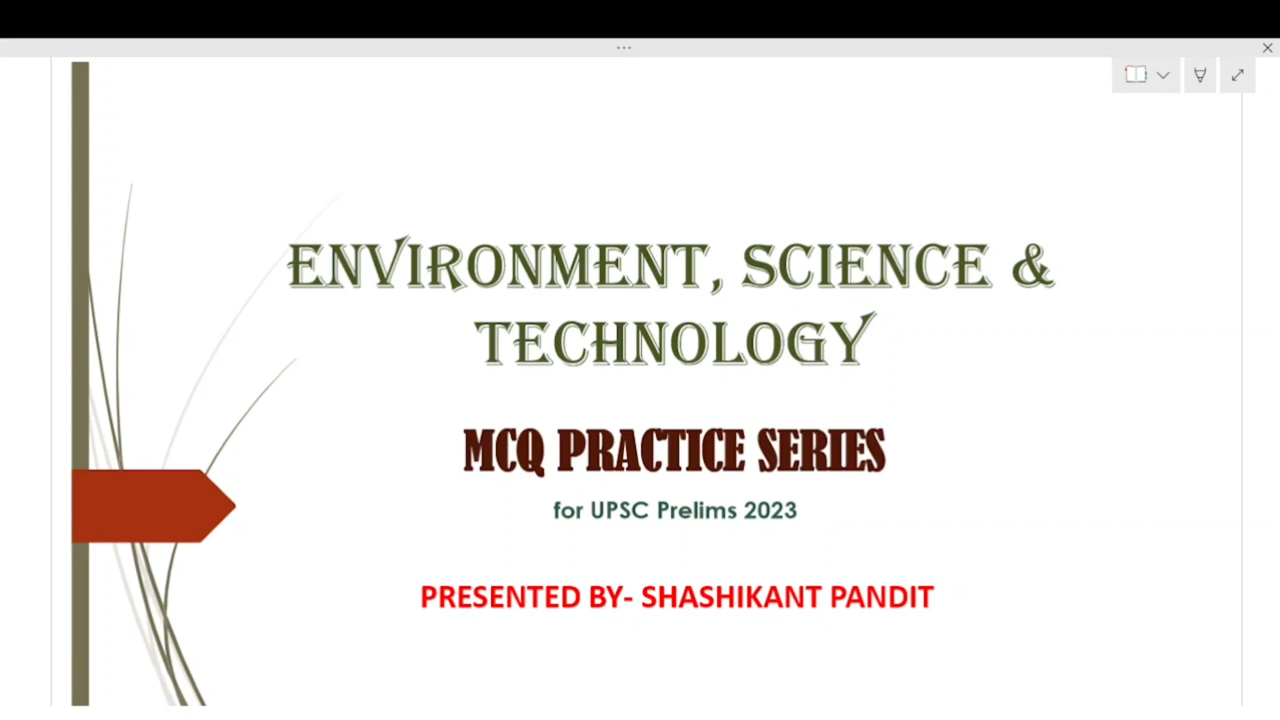 ENVIRONMENT, SCIENCE &
TECHNOLOGY
MCQ PRACTICE SERIES
for UPSC Prelims 2023
PRESENTED BY- SHASHIKANT PANDIT